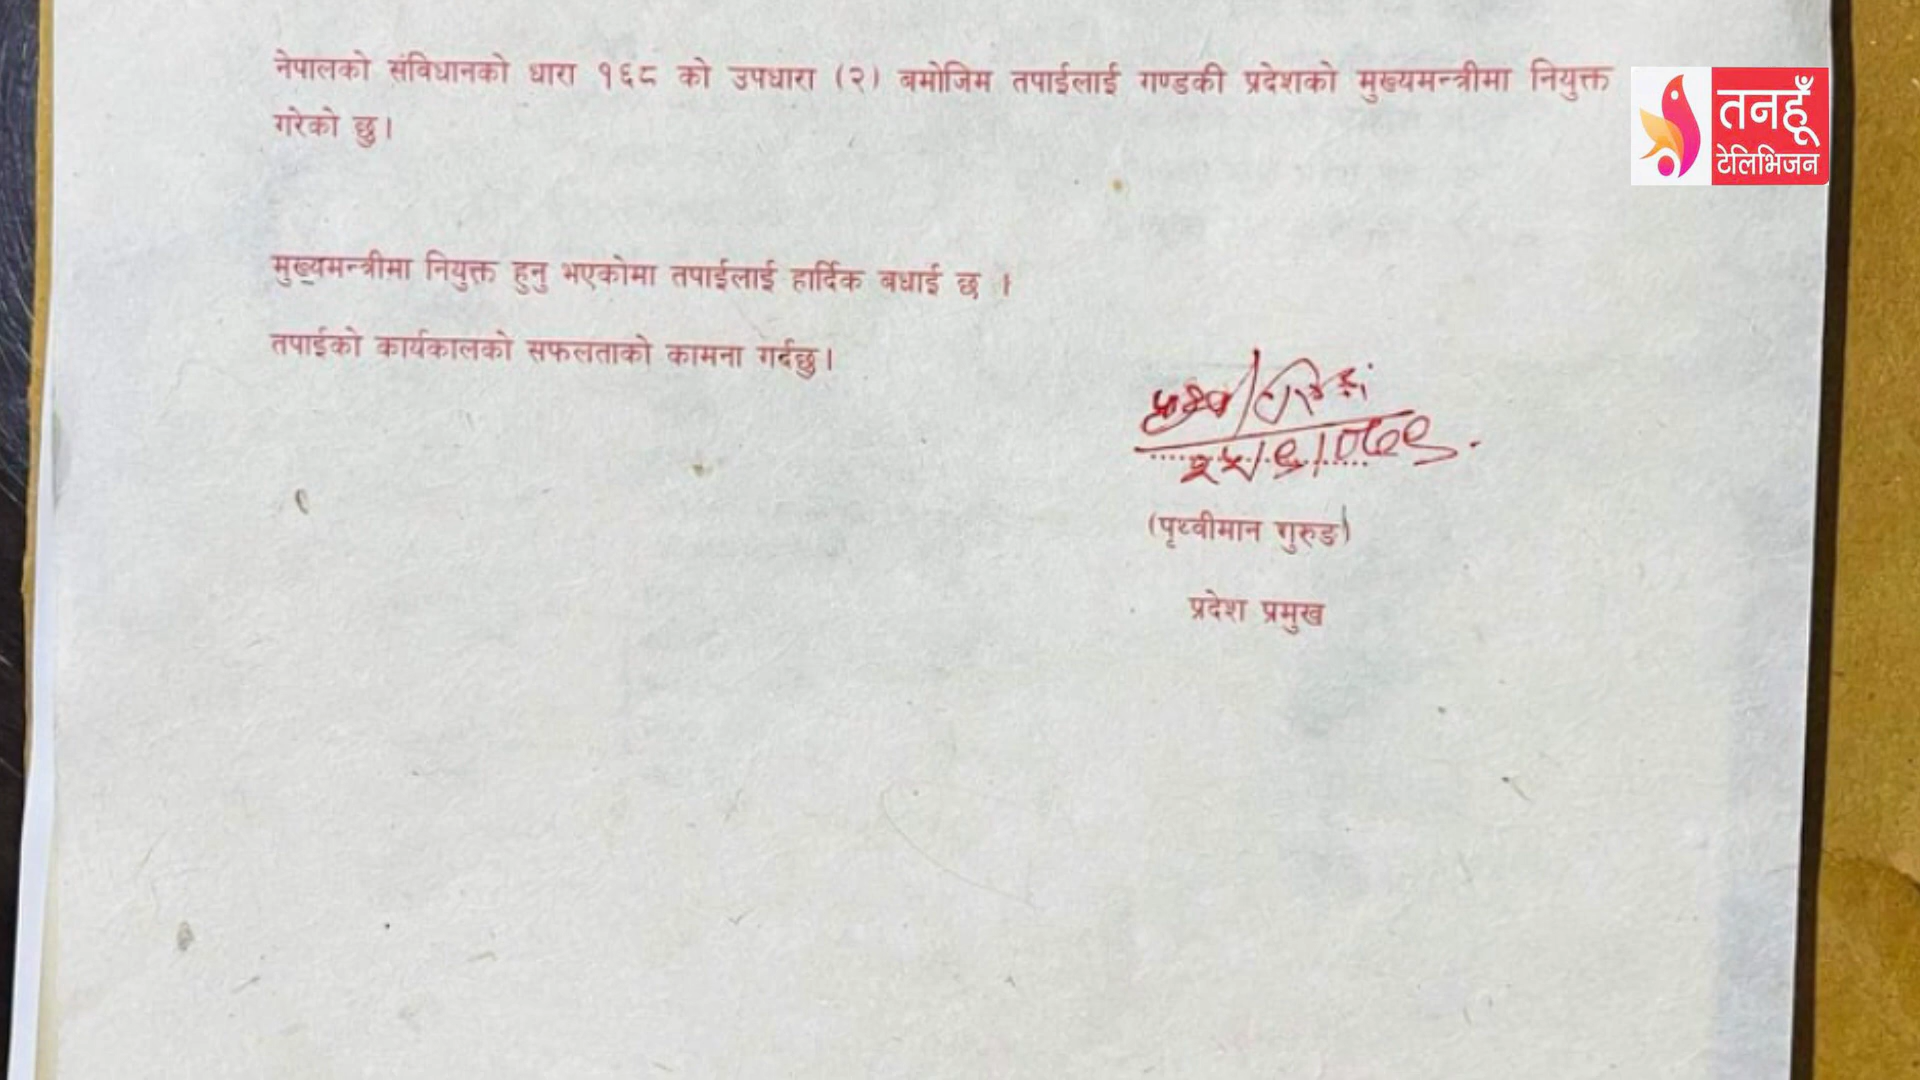 नेपालको संविधानको धारा १६८ को उपधारा (२) बमोजिम तपाईलाई गण्डकी प्रदेशको मुख्यमन्त्रीमा नियुक्त
गरेको छु।
तनहूँ
टेलिभिजन
मुख्यमन्त्रीमा नियुक्त हुनु भएकोमा तपाईलाई हार्दिक बधाई छ ।
तपाईको कार्यकालको सफलताको कामना गर्दछु।
(पृथ्वीमान गुरुङ)
प्रदेश प्रमुख